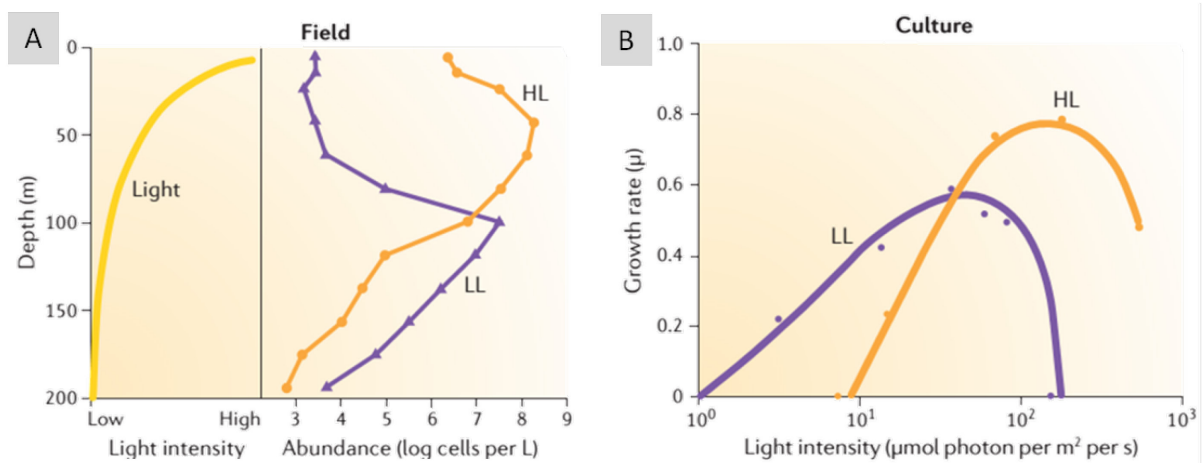 A
Field
0
50
100
150
200
Depth (m)
Light
HL
LL
Low
High
3 4 5 6 7 8 9
Light intensity
Abundance (log cells per L)
B
Culture
1.0
0.8
0.6
0.4
0.2
0
Growth rate (µ)
HL
LL
10⁰ 10¹ 10² 10³
Light intensity (µmol photon per m² per s)